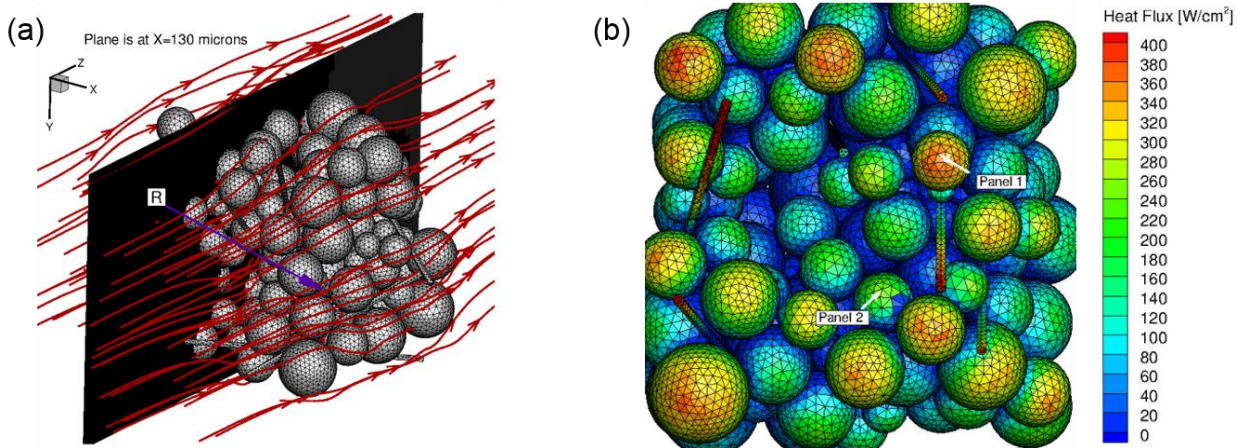 (a)
Plane is at X=130 microns
Z
X
Y
R
(b)
Panel 1
Panel 2
Heat Flux [W/cm²]
400
380
360
340
320
300
280
260
240
220
200
180
160
140
120
100
80
60
40
20
0